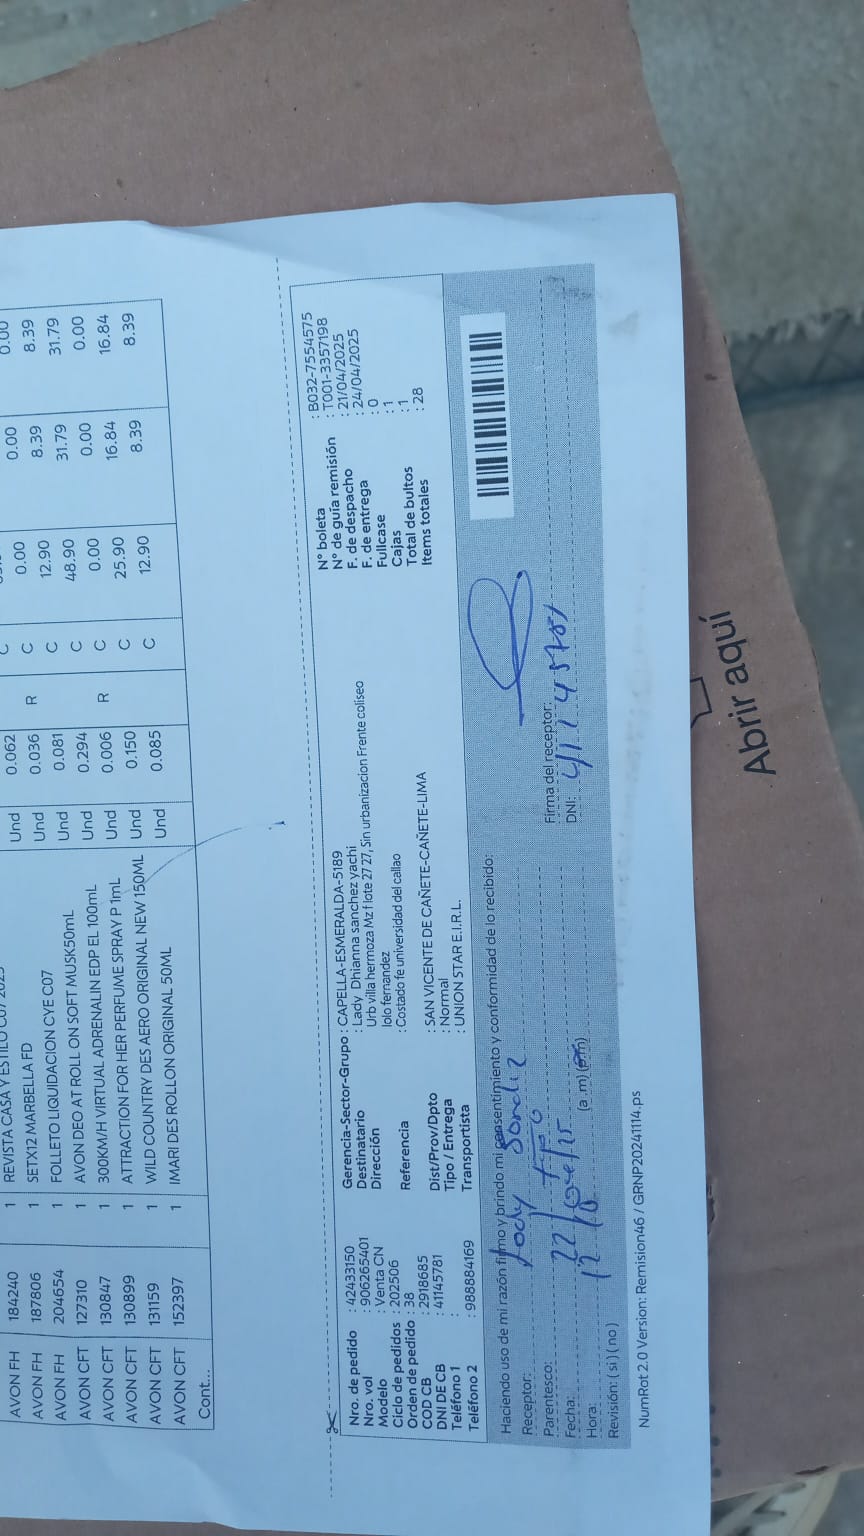 0.00
AVON FH 184240 1 REVISTA CASA Y ESTILO C07 2025 Und 0.062 C 0.00 0.00 8.39
AVON FH 187806 1 SETX12 MARBELLA FD Und 0.036 R C 12.90 8.39 31.79
AVON FH 204654 1 FOLLETO LIQUIDACION CYE C07 Und 0.081 C 48.90 31.79 0.00
AVON CFT 127310 1 AVON DEO AT ROLL ON SOFT MUSK50mL Und 0.294 C 0.00 0.00 16.84
AVON CFT 130847 1 300KM/H VIRTUAL ADRENALIN EDP EL 100mL Und 0.006 R C 25.90 16.84 8.39
AVON CFT 130899 1 ATTRACTION FOR HER PERFUME SPRAY P 1mL Und 0.150 C 12.90 8.39
AVON CFT 131159 1 WILD COUNTRY DES AERO ORIGINAL NEW 150ML Und 0.085 C
AVON CFT 152397 1 IMARI DES ROLLON ORIGINAL 50ML
Cont...
Nro. de pedido : 42433150 Gerencia-Sector-Grupo : CAPELLA-ESMERALDA-5189 N° boleta : B032-7554575
Nro. vol : 906265401 Destinatario : Lady Dhianna sanchez yachi N° de guía remisión : T001-3357198
Modelo : Venta CN Dirección Urb villa hermoza Mz f lote 27 27, Sin urbanizacion Frente coliseo F. de despacho : 21/04/2025
Ciclo de pedidos : 202506 lolo fernandez F. de entrega : 24/04/2025
Orden de pedido : 38 Referencia : Costado fe universidad del callao Fullcase : 0
COD CB : 2918685 Cajas : 1
DNI DE CB : 41145781 Dist/Prov/Dpto : SAN VICENTE DE CAÑETE-CAÑETE-LIMA Total de bultos : 1
Teléfono 1 : Tipo / Entrega : Normal Items totales : 28
Teléfono 2 : 988884169 Transportista : UNION STAR E.I.R.L.
Haciendo uso de mi razón firmo y brindo mi consentimiento y conformidad de lo recibido:
Receptor: Lady
Parentesco: Firma del receptor:
Fecha: 22/ DNI:
Hora: 12 (a.m) (p.m)
Revisión: ( si ) ( no )
NumRot 2.0 Version: Remision46 / GRNP20241114.ps
Abrir aquí